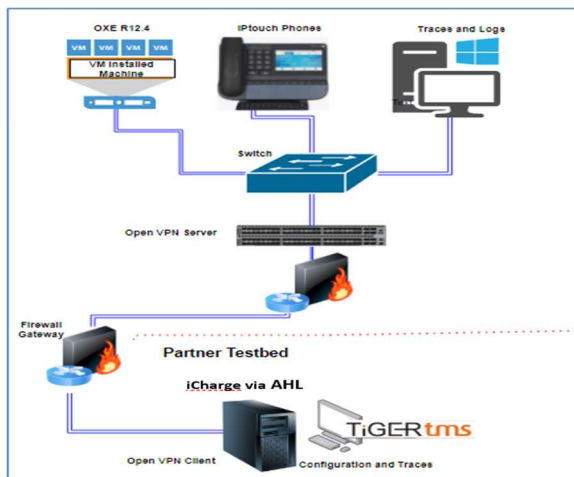 OXE R12.4
IPtouch Phones
Traces and Logs
VM VM VM VM
VM Installed
Machine
Switch
Open VPN Server
Firewall
Gateway
Partner Testbed
iCharge via AHL
TiGERtms
Open VPN Client
Configuration and Traces